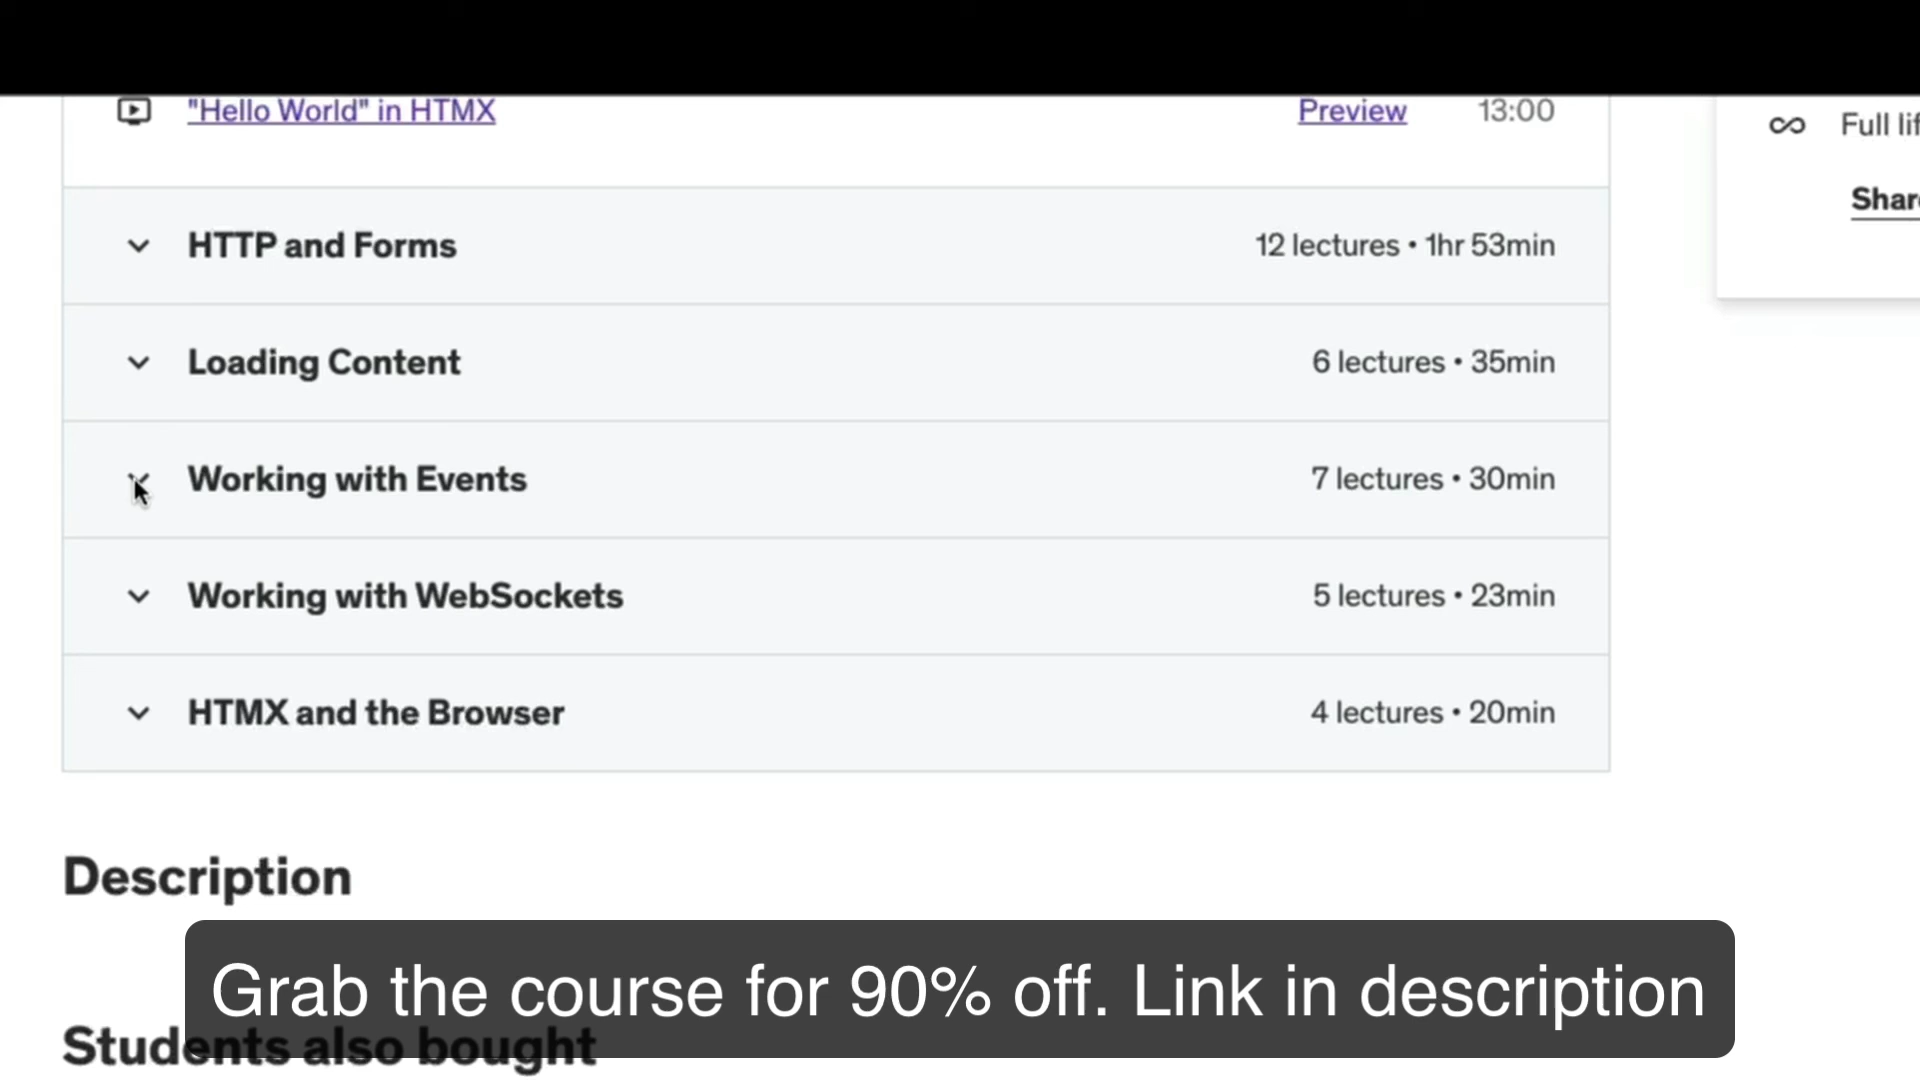 "Hello World" in HTMX Preview 13:00
Full
Share
HTTP and Forms 12 lectures • 1hr 53min
Loading Content 6 lectures • 35min
Working with Events 7 lectures • 30min
Working with WebSockets 5 lectures • 23min
HTMX and the Browser 4 lectures • 20min
Description
Grab the course for 90% off. Link in description
Students also bought